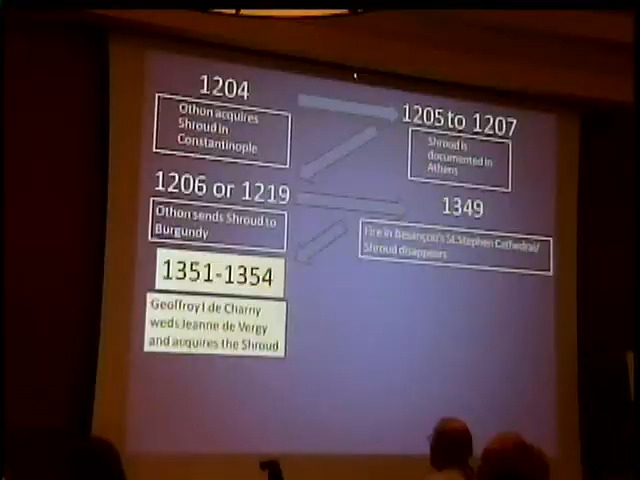 1204
Othon acquires
Shroud in
Constantinople
1205 to 1207
Shroud is
documented in
Athens
1206 or 1219
Othon sends Shroud to
Burgundy
1349
Fire in Besançon's St. Stephen Cathedral/
Shroud disappears
1351-1354
Geoffroy I de Charny
weds Jeanne de Vergy
and acquires the Shroud